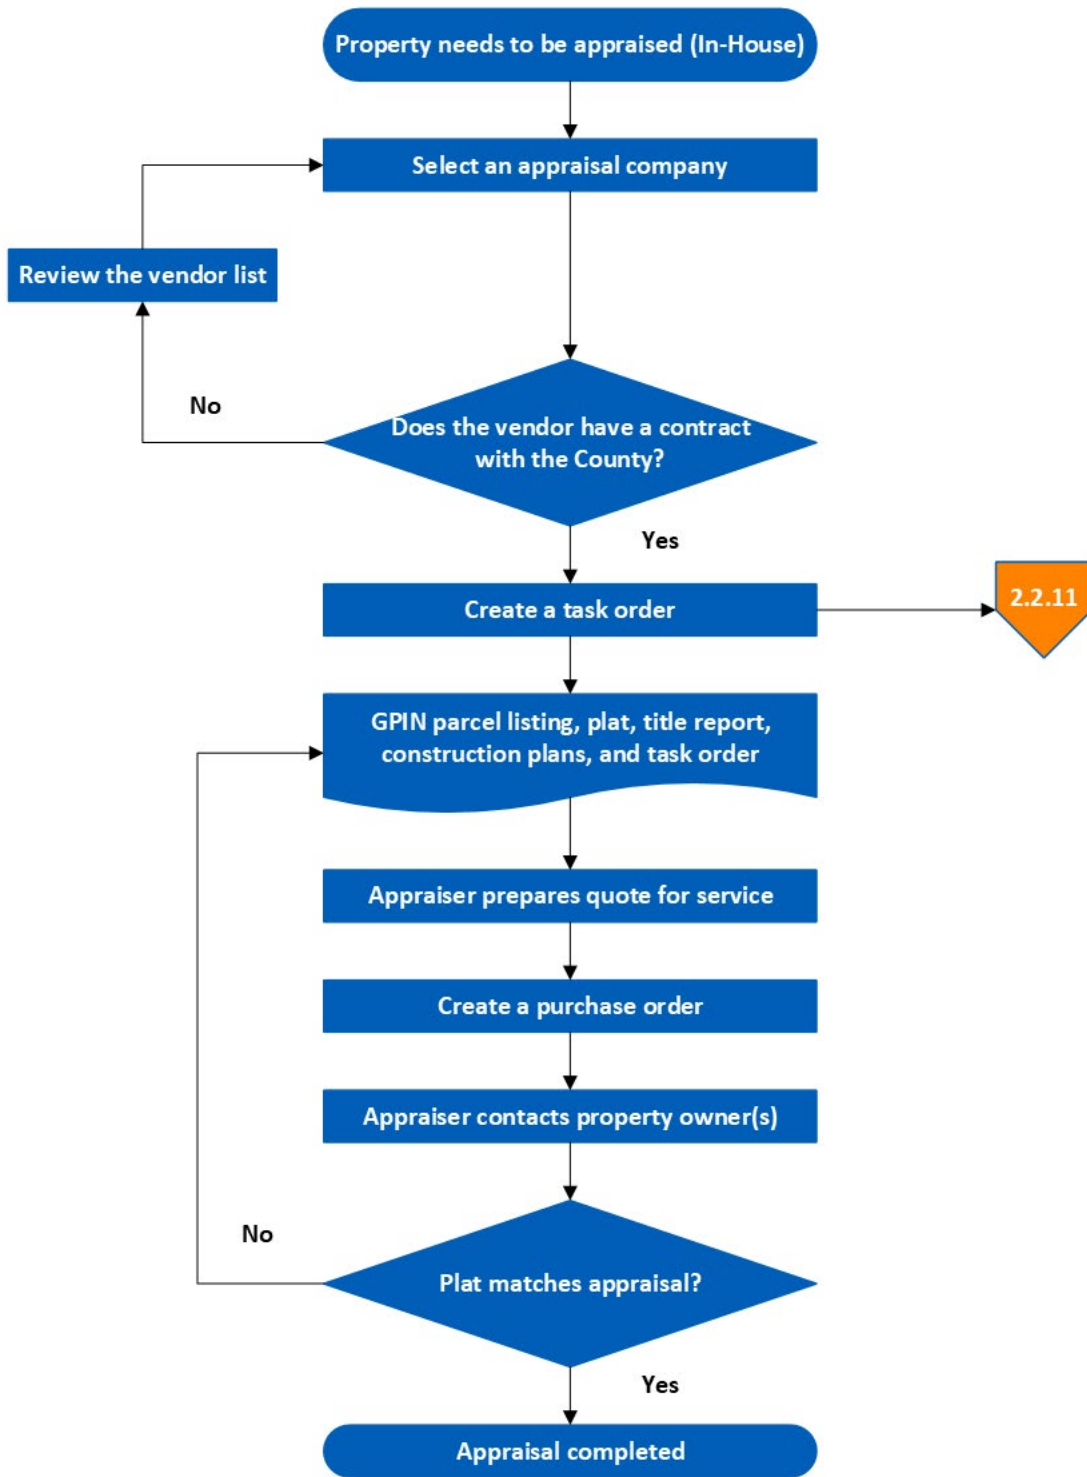 Property needs to be appraised (In-House)
Select an appraisal company
Review the vendor list
No
Does the vendor have a contract
with the County?
Yes
Create a task order
2.2.11
GPIN parcel listing, plat, title report,
construction plans, and task order
Appraiser prepares quote for service
Create a purchase order
Appraiser contacts property owner(s)
No
Plat matches appraisal?
Yes
Appraisal completed